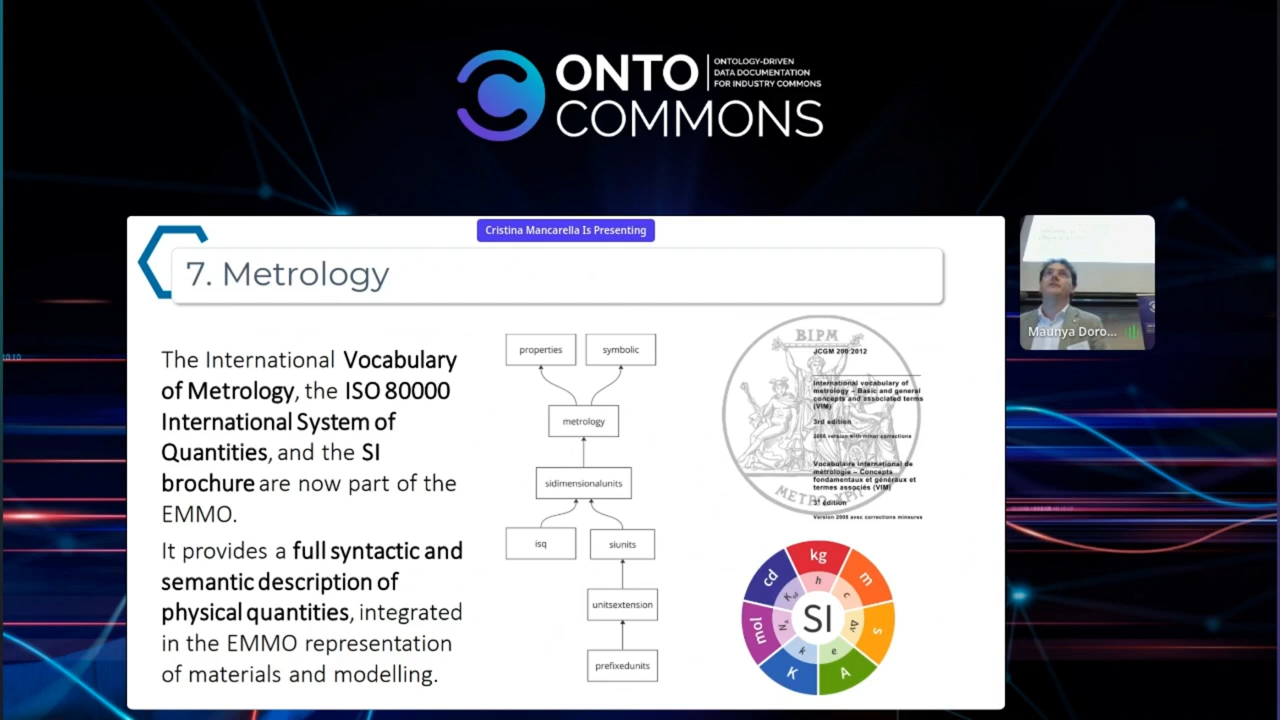 ONTO
COMMONS
ONTOLOGY-DRIVEN
DATA DOCUMENTATION
FOR INDUSTRY COMMONS
Cristina Mancarella Is Presenting
7. Metrology
The International Vocabulary
of Metrology, the ISO 80000
International System of
Quantities, and the SI
brochure are now part of the
EMMO.
It provides a full syntactic and
semantic description of
physical quantities, integrated
in the EMMO representation
of materials and modelling.
properties
symbolic
metrology
sidimensionalunits
isq
siunits
unitsextension
prefixedunits
BIPM
JCGM 200:2012
International vocabulary of
metrology – Basic and general
concepts and associated terms
(VIM)
3rd edition
2008 version with minor corrections
Vocabulaire international de
métrologie – Concepts
fondamentaux et généraux et
termes associés (VIM)
3e édition
Version 2008 avec corrections mineures
kg
m
s
A
K
mol
cd
h
c
Δν
e
k
NA
Kcd
SI
Maunya Doro...